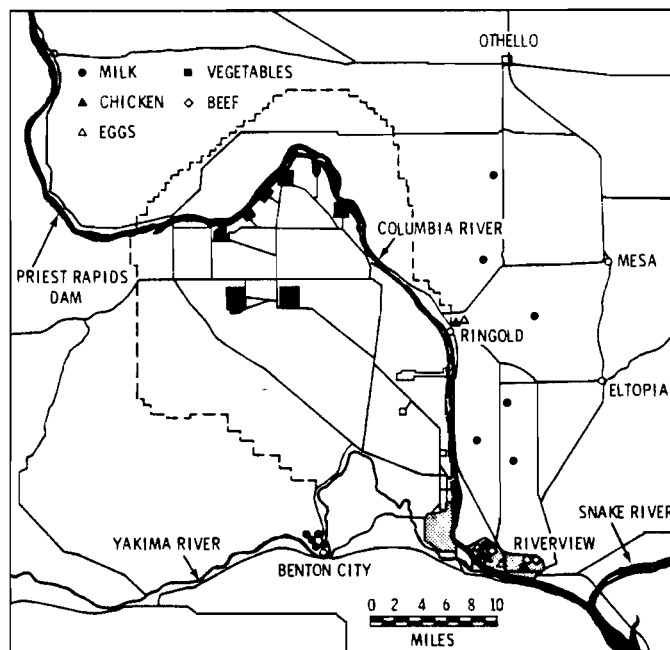 OTHELLO
MILK
VEGETABLES
CHICKEN
BEEF
EGGS
COLUMBIA RIVER
PRIEST RAPIDS
DAM
MESA
RINGOLD
ELTOPIA
SNAKE RIVER
YAKIMA RIVER
BENTON CITY
RIVERVIEW
0 2 4 6 8 10
MILES